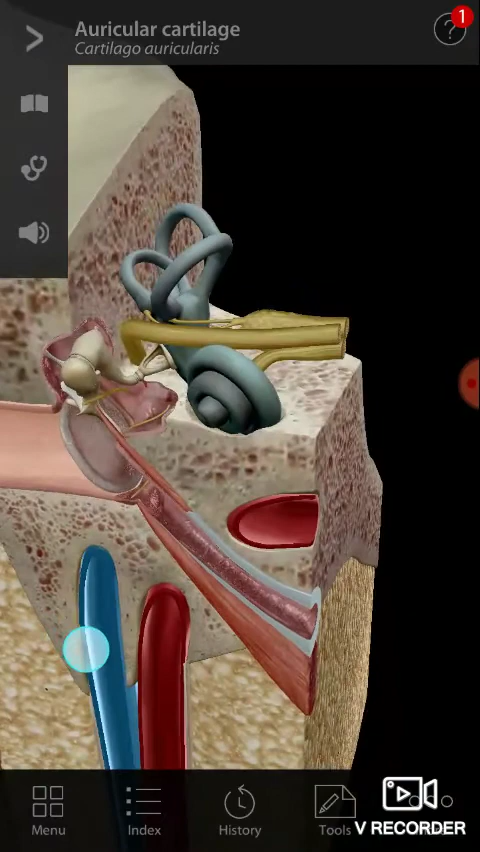 Auricular cartilage
Cartilago auricularis
1
?
Menu
Index
History
Tools
V RECORDER